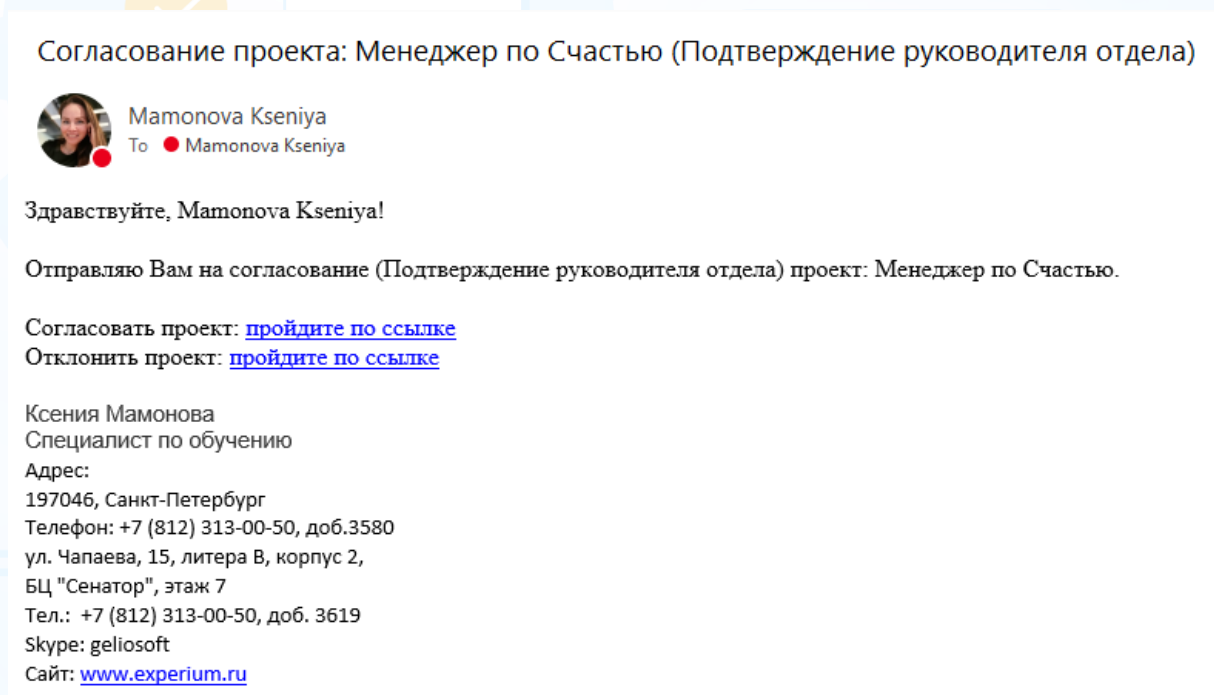 Согласование проекта: Менеджер по Счастью (Подтверждение руководителя отдела)
Mamonova Kseniya
To Mamonova Kseniya
Здравствуйте, Mamonova Kseniya!
Отправляю Вам на согласование (Подтверждение руководителя отдела) проект: Менеджер по Счастью.
Согласовать проект: пройдите по ссылке
Отклонить проект: пройдите по ссылке
Ксения Мамонова
Специалист по обучению
Адрес:
197046, Санкт-Петербург
Телефон: +7 (812) 313-00-50, доб.3580
ул. Чапаева, 15, литера В, корпус 2,
БЦ "Сенатор", этаж 7
Тел.: +7 (812) 313-00-50, доб. 3619
Skype: geliosoft
Сайт: www.experium.ru